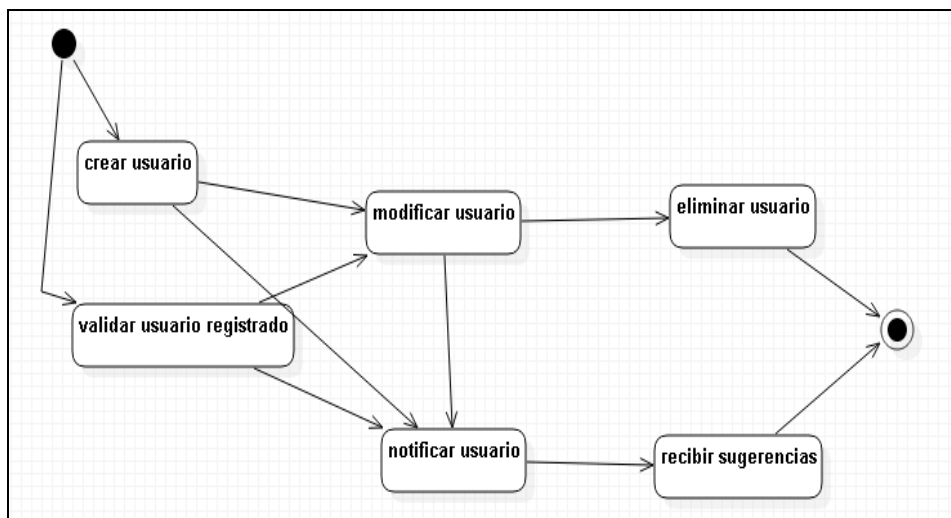 crear usuario
modificar usuario
eliminar usuario
validar usuario registrado
notificar usuario
recibir sugerencias